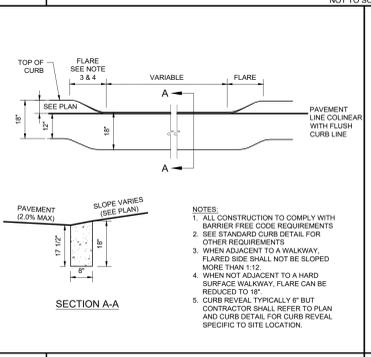 NOT TO SC
TOP OF CURB
FLARE
SEE NOTE
3 & 4
VARIABLE
FLARE
A
SEE PLAN
18"
12"
18"
A
PAVEMENT
LINE COLINEAR
WITH FLUSH
CURB LINE
PAVEMENT
(2.0% MAX)
SLOPE VARIES
(SEE PLAN)
17 1/2"
18"
6"
SECTION A-A
NOTES:
1. ALL CONSTRUCTION TO COMPLY WITH
BARRIER FREE CODE REQUIREMENTS
2. SEE STANDARD CURB DETAIL FOR
OTHER REQUIREMENTS
3. WHEN ADJACENT TO A WALKWAY,
FLARED SIDE SHALL NOT BE SLOPED
MORE THAN 1:12.
4. WHEN NOT ADJACENT TO A HARD
SURFACE WALKWAY, FLARE CAN BE
REDUCED TO 18".
5. CURB REVEAL TYPICALLY 6" BUT
CONTRACTOR SHALL REFER TO PLAN
AND CURB DETAIL FOR CURB REVEAL
SPECIFIC TO SITE LOCATION.